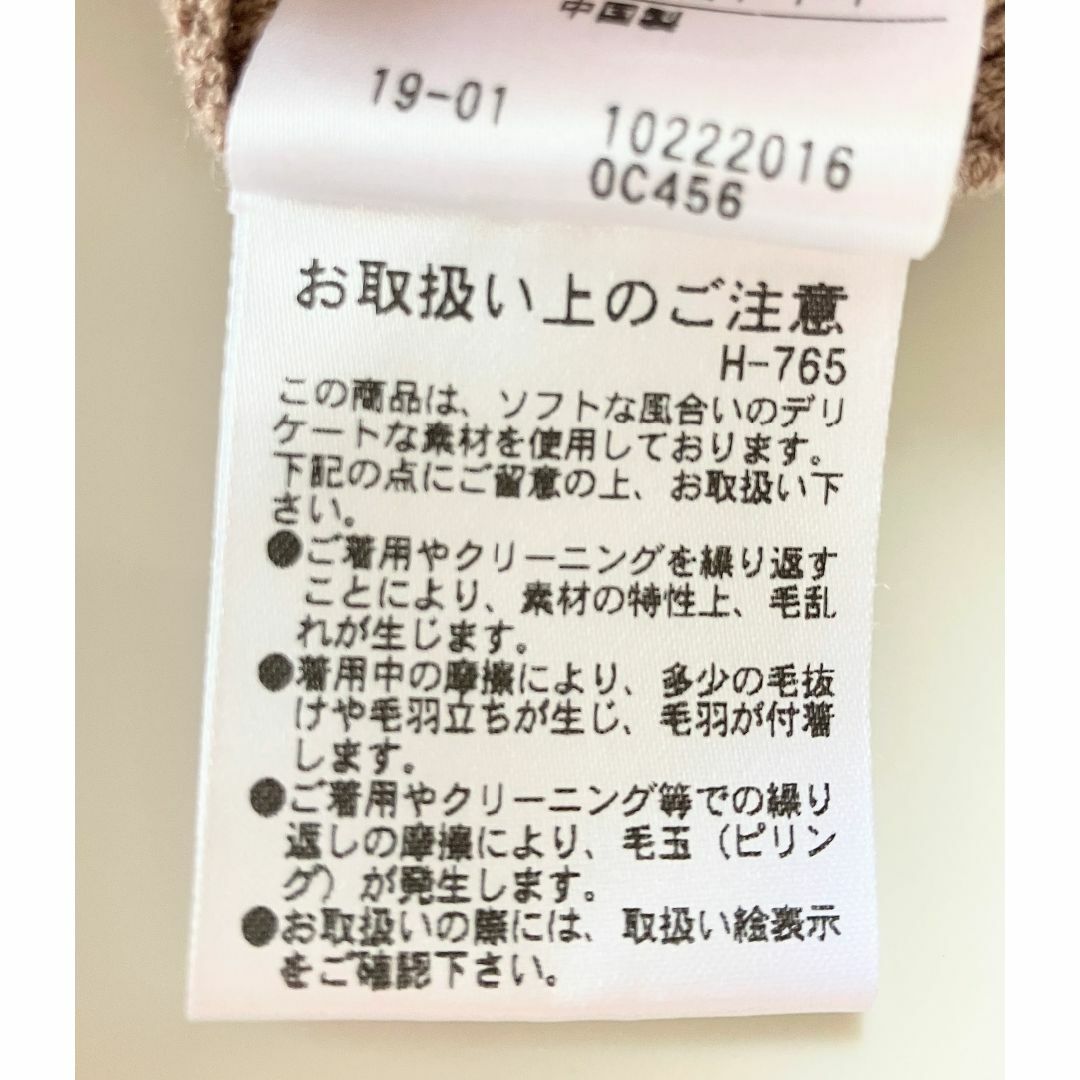 中国製
19-01
10222016
0C456
お取扱い上のご注意
H-765
この商品は、ソフトな風合いのデリ
ケートな素材を使用しております。
下記の点にご留意の上、お取扱い下
さい。
●ご着用やクリーニングを繰り返す
ことにより、素材の特性上、毛乱
れが生じます。
●着用中の摩擦により、多少の毛抜
けや毛羽立ちが生じ、毛羽が付着
します。
●ご着用やクリーニング等での繰り
返しの摩擦により、毛玉（ピリン
グ）が発生します。
●お取扱いの際には、取扱い絵表示
をご確認下さい。